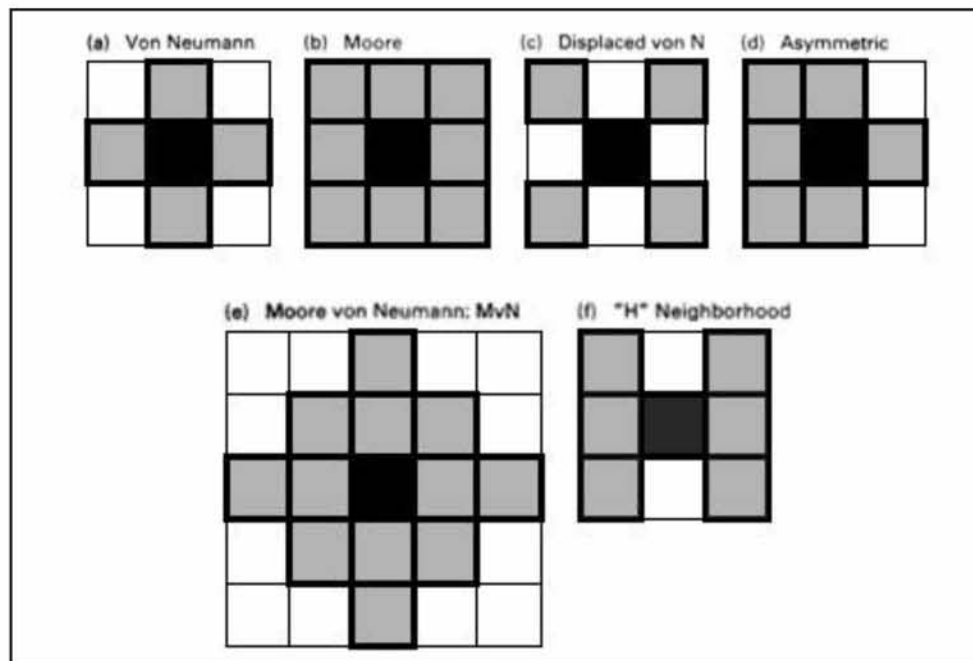 (a) Von Neumann
(b) Moore
(c) Displaced von N
(d) Asymmetric
(e) Moore von Neumann: MvN
(f) "H" Neighborhood